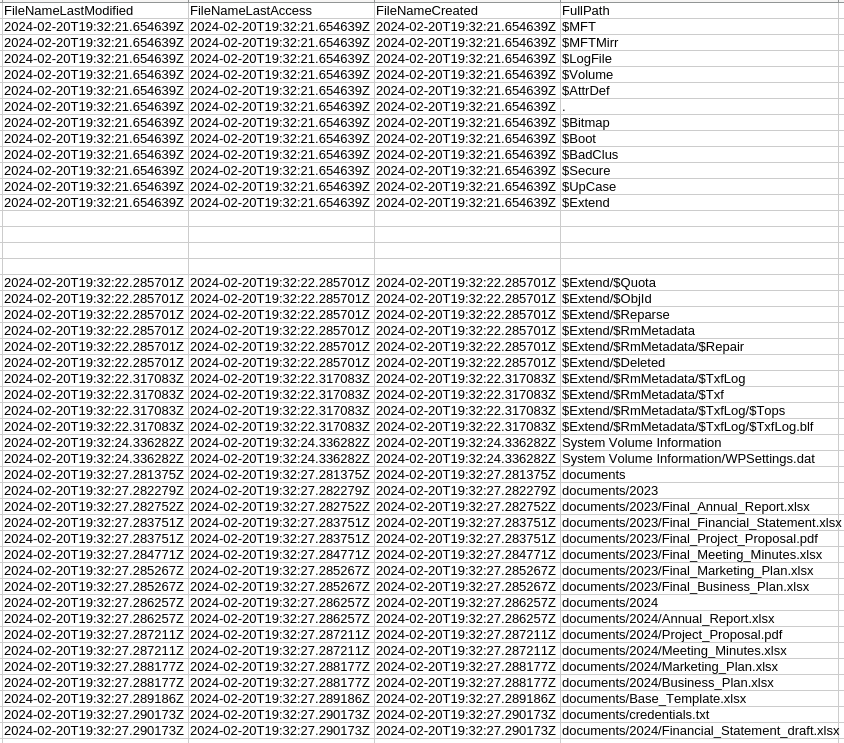 FileNameLastModified FileNameLastAccess FileNameCreated FullPath
2024-02-20T19:32:21.654639Z 2024-02-20T19:32:21.654639Z 2024-02-20T19:32:21.654639Z $MFT
2024-02-20T19:32:21.654639Z 2024-02-20T19:32:21.654639Z 2024-02-20T19:32:21.654639Z $MFTMirr
2024-02-20T19:32:21.654639Z 2024-02-20T19:32:21.654639Z 2024-02-20T19:32:21.654639Z $LogFile
2024-02-20T19:32:21.654639Z 2024-02-20T19:32:21.654639Z 2024-02-20T19:32:21.654639Z $Volume
2024-02-20T19:32:21.654639Z 2024-02-20T19:32:21.654639Z 2024-02-20T19:32:21.654639Z $AttrDef
2024-02-20T19:32:21.654639Z 2024-02-20T19:32:21.654639Z 2024-02-20T19:32:21.654639Z .
2024-02-20T19:32:21.654639Z 2024-02-20T19:32:21.654639Z 2024-02-20T19:32:21.654639Z $Bitmap
2024-02-20T19:32:21.654639Z 2024-02-20T19:32:21.654639Z 2024-02-20T19:32:21.654639Z $Boot
2024-02-20T19:32:21.654639Z 2024-02-20T19:32:21.654639Z 2024-02-20T19:32:21.654639Z $BadClus
2024-02-20T19:32:21.654639Z 2024-02-20T19:32:21.654639Z 2024-02-20T19:32:21.654639Z $Secure
2024-02-20T19:32:21.654639Z 2024-02-20T19:32:21.654639Z 2024-02-20T19:32:21.654639Z $UpCase
2024-02-20T19:32:21.654639Z 2024-02-20T19:32:21.654639Z 2024-02-20T19:32:21.654639Z $Extend
2024-02-20T19:32:22.285701Z 2024-02-20T19:32:22.285701Z 2024-02-20T19:32:22.285701Z $Extend/$Quota
2024-02-20T19:32:22.285701Z 2024-02-20T19:32:22.285701Z 2024-02-20T19:32:22.285701Z $Extend/$ObjId
2024-02-20T19:32:22.285701Z 2024-02-20T19:32:22.285701Z 2024-02-20T19:32:22.285701Z $Extend/$Reparse
2024-02-20T19:32:22.285701Z 2024-02-20T19:32:22.285701Z 2024-02-20T19:32:22.285701Z $Extend/$RmMetadata
2024-02-20T19:32:22.285701Z 2024-02-20T19:32:22.285701Z 2024-02-20T19:32:22.285701Z $Extend/$RmMetadata/$Repair
2024-02-20T19:32:22.285701Z 2024-02-20T19:32:22.285701Z 2024-02-20T19:32:22.285701Z $Extend/$Deleted
2024-02-20T19:32:22.317083Z 2024-02-20T19:32:22.317083Z 2024-02-20T19:32:22.317083Z $Extend/$RmMetadata/$TxfLog
2024-02-20T19:32:22.317083Z 2024-02-20T19:32:22.317083Z 2024-02-20T19:32:22.317083Z $Extend/$RmMetadata/$Txf
2024-02-20T19:32:22.317083Z 2024-02-20T19:32:22.317083Z 2024-02-20T19:32:22.317083Z $Extend/$RmMetadata/$TxfLog/$Tops
2024-02-20T19:32:22.317083Z 2024-02-20T19:32:22.317083Z 2024-02-20T19:32:22.317083Z $Extend/$RmMetadata/$TxfLog/$TxfLog.blf
2024-02-20T19:32:24.336282Z 2024-02-20T19:32:24.336282Z 2024-02-20T19:32:24.336282Z System Volume Information
2024-02-20T19:32:24.336282Z 2024-02-20T19:32:24.336282Z 2024-02-20T19:32:24.336282Z System Volume Information/WPSettings.dat
2024-02-20T19:32:27.281375Z 2024-02-20T19:32:27.281375Z 2024-02-20T19:32:27.281375Z documents
2024-02-20T19:32:27.282279Z 2024-02-20T19:32:27.282279Z 2024-02-20T19:32:27.282279Z documents/2023
2024-02-20T19:32:27.282752Z 2024-02-20T19:32:27.282752Z 2024-02-20T19:32:27.282752Z documents/2023/Final_Annual_Report.xlsx
2024-02-20T19:32:27.283751Z 2024-02-20T19:32:27.283751Z 2024-02-20T19:32:27.283751Z documents/2023/Final_Financial_Statement.xlsx
2024-02-20T19:32:27.283751Z 2024-02-20T19:32:27.283751Z 2024-02-20T19:32:27.283751Z documents/2023/Final_Project_Proposal.pdf
2024-02-20T19:32:27.284771Z 2024-02-20T19:32:27.284771Z 2024-02-20T19:32:27.284771Z documents/2023/Final_Meeting_Minutes.xlsx
2024-02-20T19:32:27.285267Z 2024-02-20T19:32:27.285267Z 2024-02-20T19:32:27.285267Z documents/2023/Final_Marketing_Plan.xlsx
2024-02-20T19:32:27.285267Z 2024-02-20T19:32:27.285267Z 2024-02-20T19:32:27.285267Z documents/2023/Final_Business_Plan.xlsx
2024-02-20T19:32:27.286257Z 2024-02-20T19:32:27.286257Z 2024-02-20T19:32:27.286257Z documents/2024
2024-02-20T19:32:27.286257Z 2024-02-20T19:32:27.286257Z 2024-02-20T19:32:27.286257Z documents/2024/Annual_Report.xlsx
2024-02-20T19:32:27.287211Z 2024-02-20T19:32:27.287211Z 2024-02-20T19:32:27.287211Z documents/2024/Project_Proposal.pdf
2024-02-20T19:32:27.287211Z 2024-02-20T19:32:27.287211Z 2024-02-20T19:32:27.287211Z documents/2024/Meeting_Minutes.xlsx
2024-02-20T19:32:27.288177Z 2024-02-20T19:32:27.288177Z 2024-02-20T19:32:27.288177Z documents/2024/Marketing_Plan.xlsx
2024-02-20T19:32:27.288177Z 2024-02-20T19:32:27.288177Z 2024-02-20T19:32:27.288177Z documents/2024/Business_Plan.xlsx
2024-02-20T19:32:27.289186Z 2024-02-20T19:32:27.289186Z 2024-02-20T19:32:27.289186Z documents/Base_Template.xlsx
2024-02-20T19:32:27.290173Z 2024-02-20T19:32:27.290173Z 2024-02-20T19:32:27.290173Z documents/credentials.txt
2024-02-20T19:32:27.290173Z 2024-02-20T19:32:27.290173Z 2024-02-20T19:32:27.290173Z documents/2024/Financial_Statement_draft.xlsx